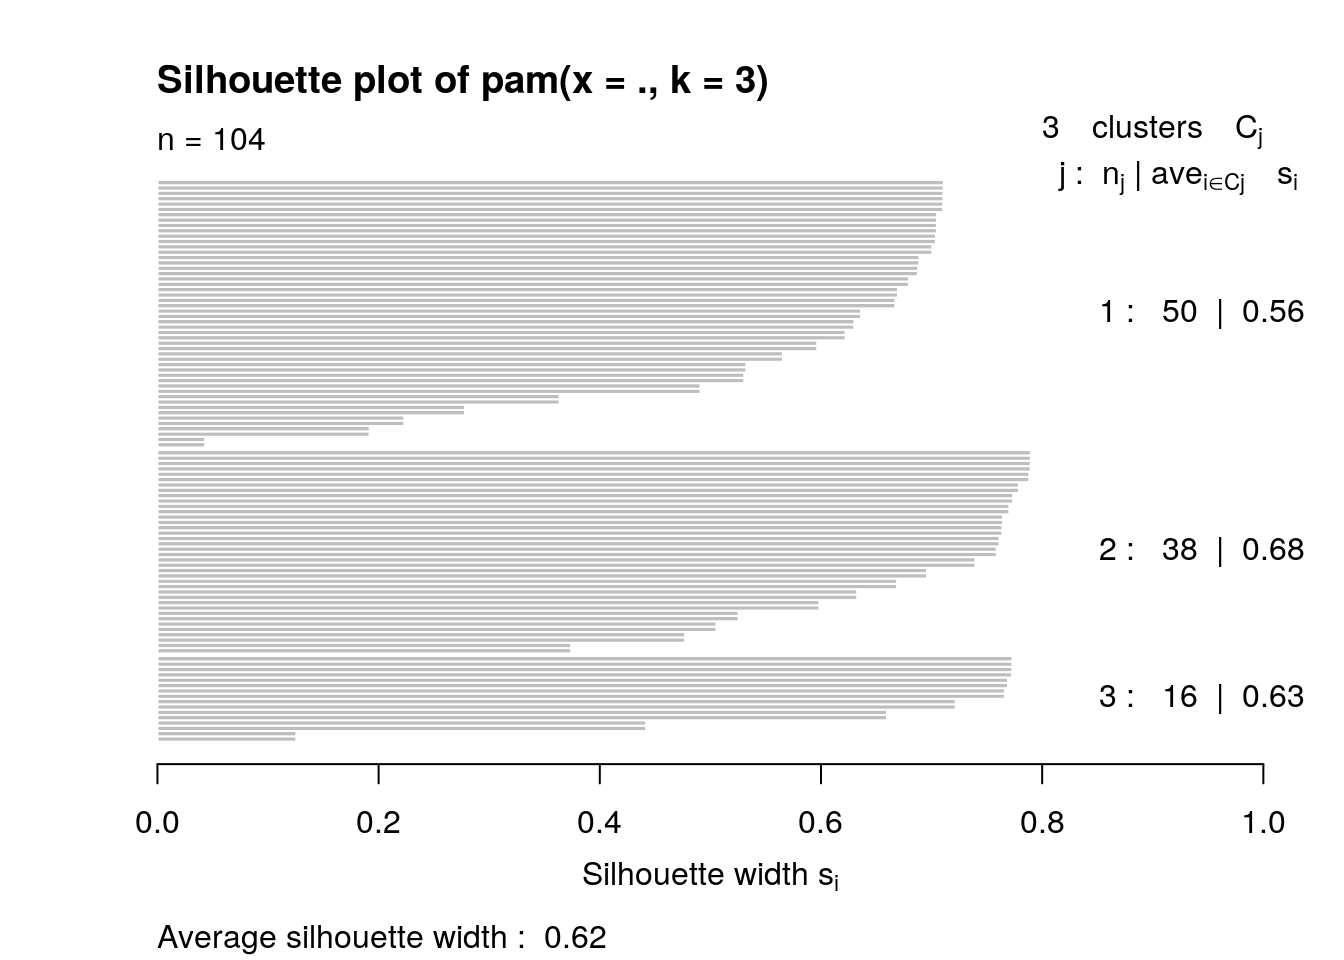 Silhouette plot of pam(x = ., k = 3)
n = 104
3 clusters Cj
j : nj | avei∈Cj si
1 : 50 | 0.56
2 : 38 | 0.68
3 : 16 | 0.63
0.0 0.2 0.4 0.6 0.8 1.0
Silhouette width si
Average silhouette width : 0.62